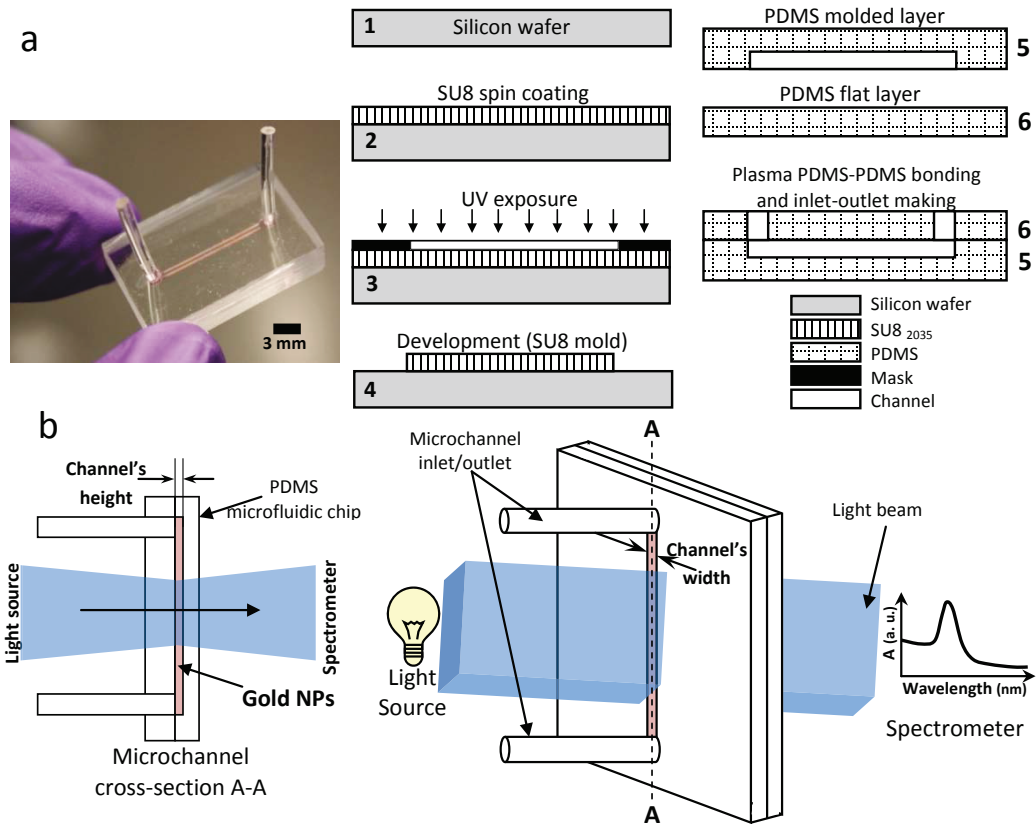 a
3 mm
1
Silicon wafer
SU8 spin coating
2
UV exposure
3
Development (SU8 mold)
4
PDMS molded layer
5
PDMS flat layer
6
Plasma PDMS-PDMS bonding
and inlet-outlet making
6
5
Silicon wafer
SU8 2035
PDMS
Mask
Channel
b
Channel's
height
PDMS
microfluidic chip
Light source
Spectrometer
Gold NPs
Microchannel
cross-section A-A
Microchannel
inlet/outlet
A
Channel's
width
Light beam
Light
Source
A
A (a. u.)
Wavelength (nm)
Spectrometer